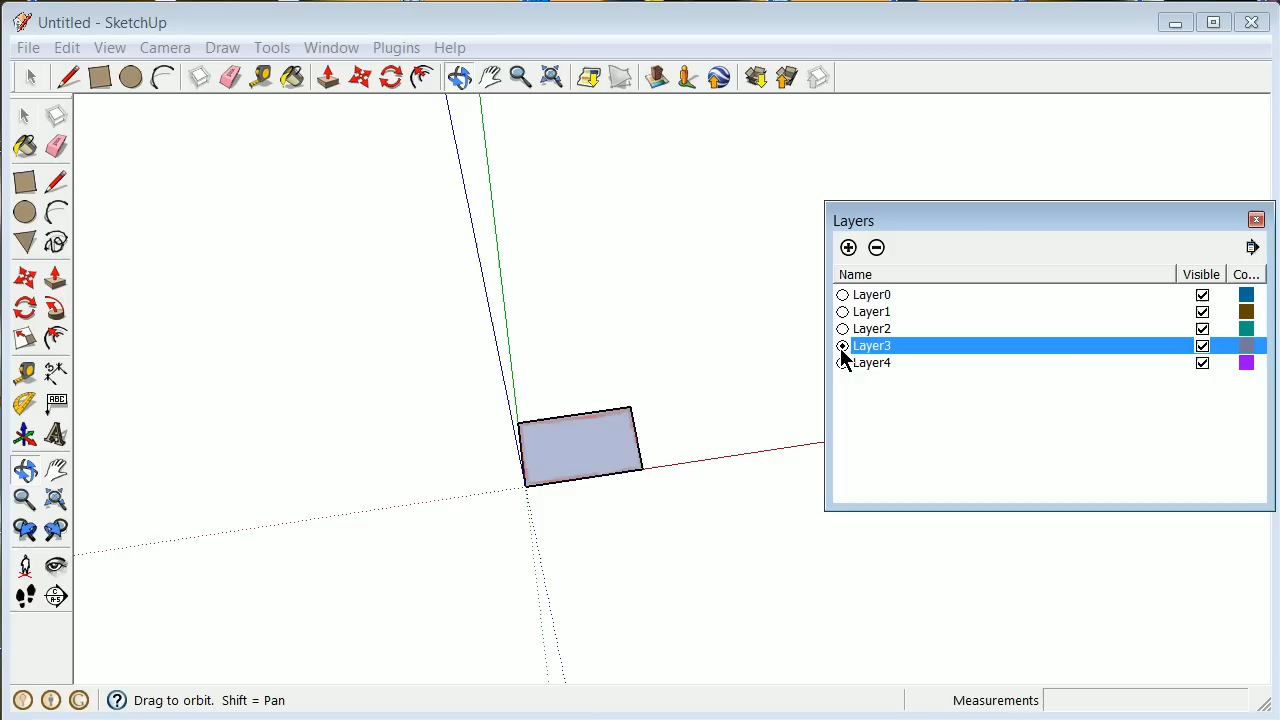 Untitled - SketchUp
File Edit View Camera Draw Tools Window Plugins Help
Layers
Name Visible Co...
Layer0
Layer1
Layer2
Layer3
Layer4
ABC
A
Drag to orbit. Shift = Pan Measurements